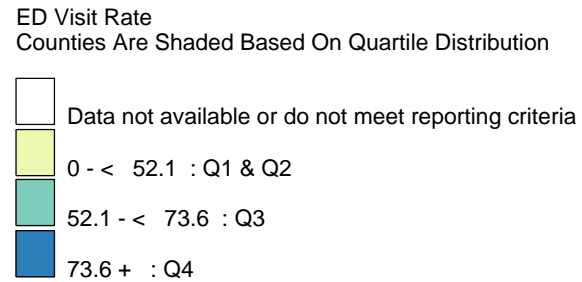 ED Visit Rate
Counties Are Shaded Based On Quartile Distribution
Data not available or do not meet reporting criteria
0 - < 52.1 : Q1 & Q2
52.1 - < 73.6 : Q3
73.6 + : Q4